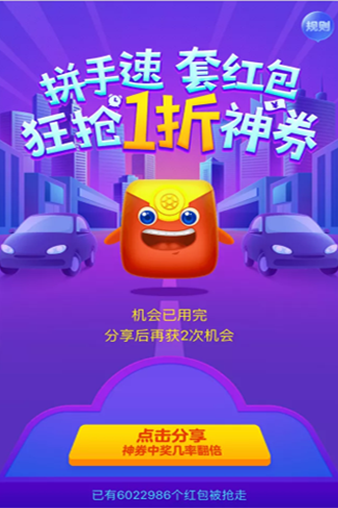 规则
拼手速 套红包
狂抢1折神券
机会已用完
分享后再获2次机会
点击分享
神券中奖几率翻倍
已有6022986个红包被抢走